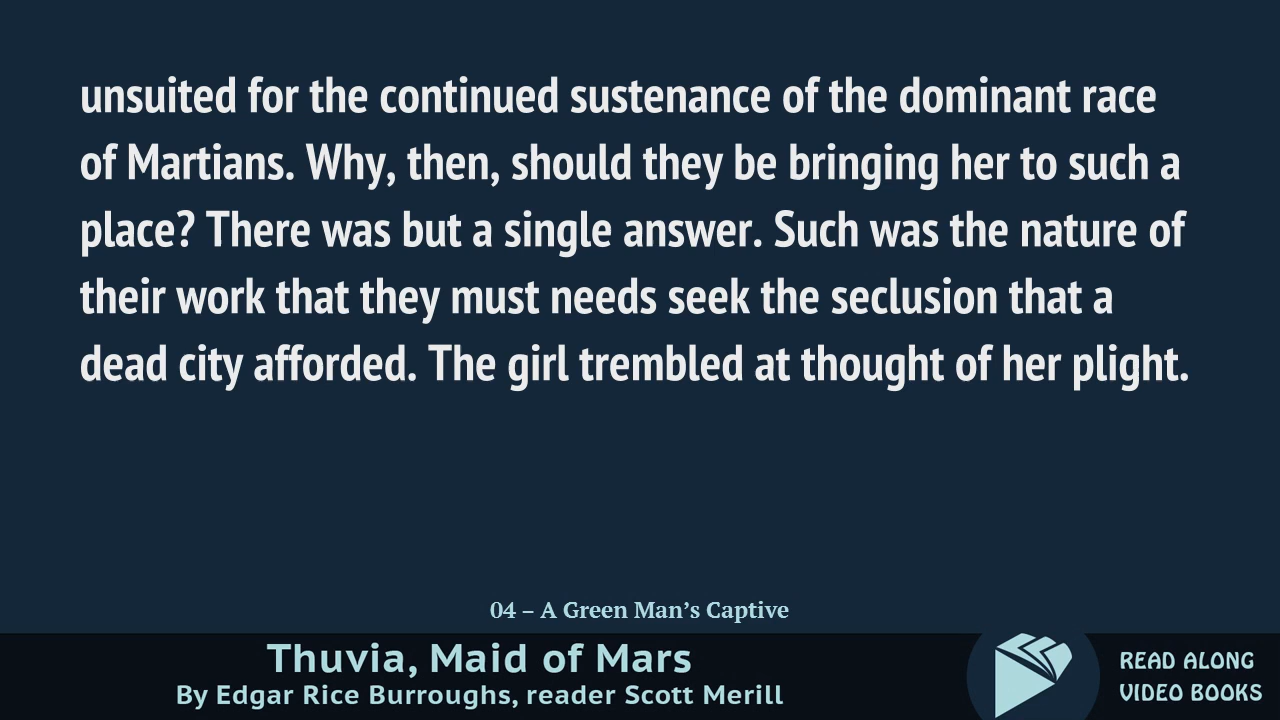 unsuited for the continued sustenance of the dominant race
of Martians. Why, then, should they be bringing her to such a
place? There was but a single answer. Such was the nature of
their work that they must needs seek the seclusion that a
dead city afforded. The girl trembled at thought of her plight.
04 – A Green Man’s Captive
Thuvia, Maid of Mars
By Edgar Rice Burroughs, reader Scott Merill
READ ALONG
VIDEO BOOKS